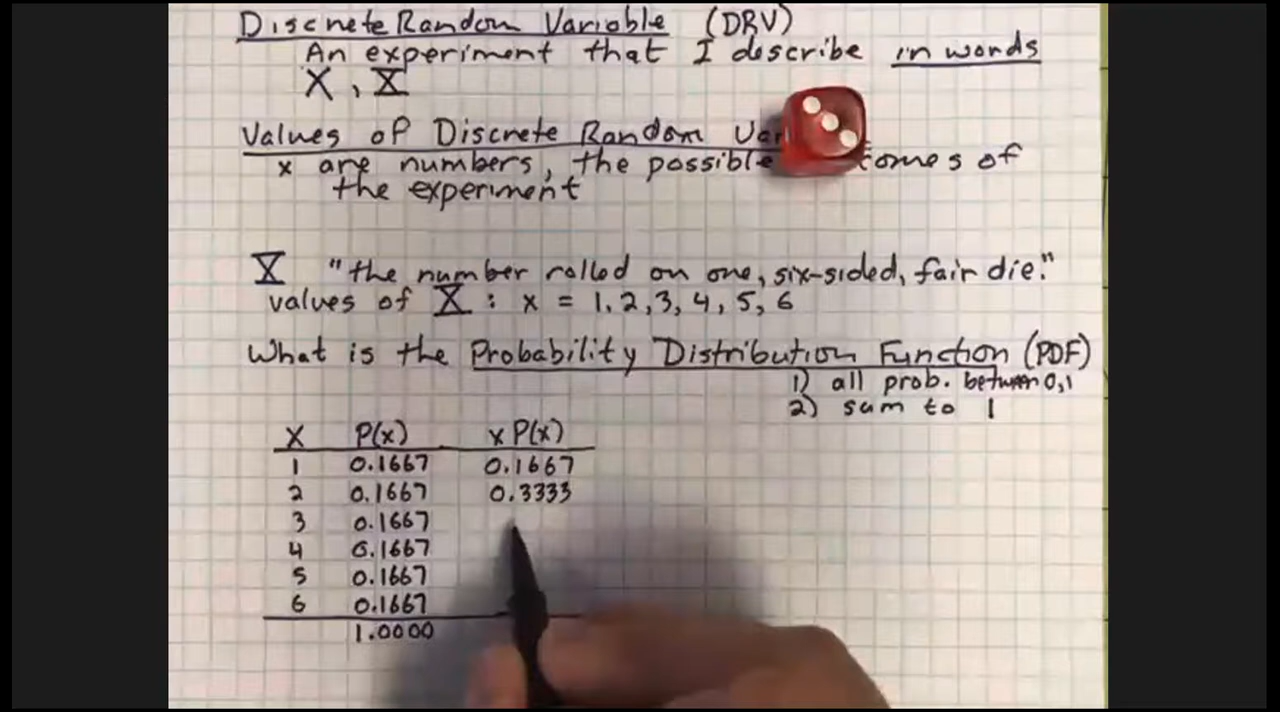 Discrete Random Variable (DRV)
An experiment that I describe in words
X, X
Values of Discrete Random
x are numbers, the possible comes of
the experiment
X "the number rolled on one, six-sided, fair die."
values of X : x = 1, 2, 3, 4, 5, 6
What is the Probability Distribution Function (PDF)
1) all prob. between 0,1
2) sum to 1
X P(x) x P(x)
1 0.1667 0.1667
2 0.1667 0.3333
3 0.1667
4 0.1667
5 0.1667
6 0.1667
1.0000